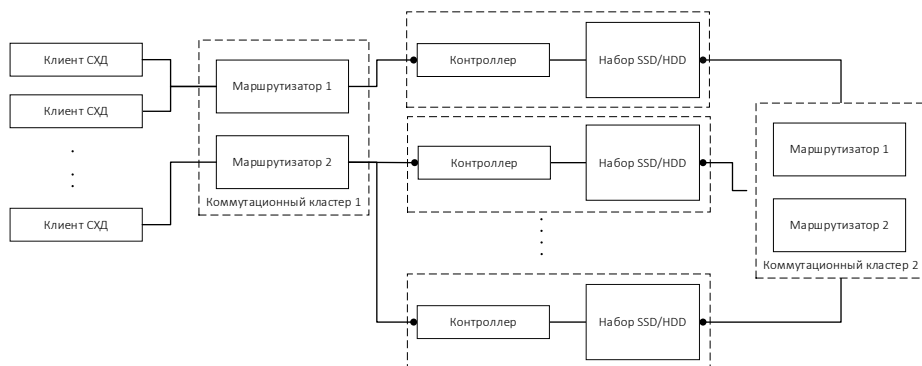 Клиент СХД
Клиент СХД
Клиент СХД
Маршрутизатор 1
Маршрутизатор 2
Коммутационный кластер 1
Контроллер
Набор SSD/HDD
Контроллер
Набор SSD/HDD
Контроллер
Набор SSD/HDD
Маршрутизатор 1
Маршрутизатор 2
Коммутационный кластер 2